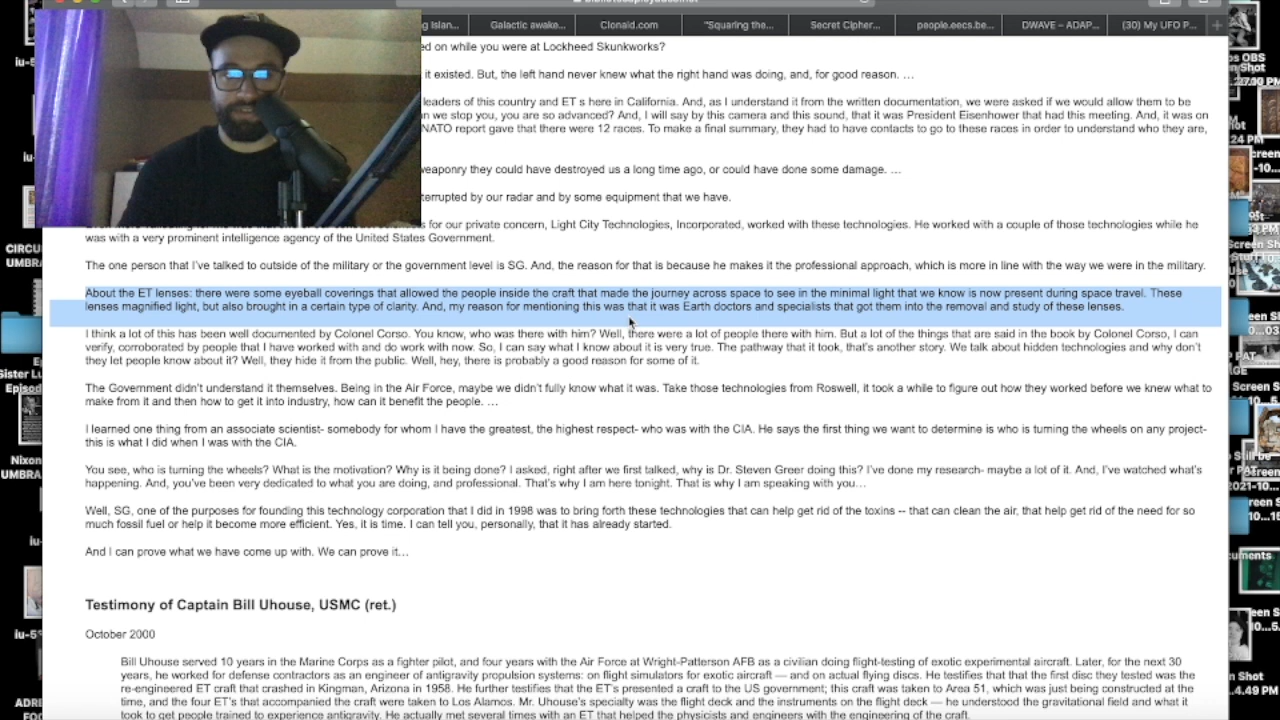 ng Islan...
Galactic awake...
Clonald.com
"Squaring the...
Secret Cipher...
people.eecs.be...
DWAVE – ADAP...
(30) My UFO P...
ed on while you were at Lockheed Skunkworks?
it existed. But, the left hand never knew what the right hand was doing, and, for good reason. …
leaders of this country and ET s here in California. And, as I understand it from the written documentation, we were asked if we would allow them to be
n we stop you, you are so advanced? And, I will say by this camera and this sound, that it was President Eisenhower that had this meeting. And, it was on
NATO report gave that there were 12 races. To make a final summary, they had to have contacts to go to these races in order to understand who they are,
weaponry they could have destroyed us a long time ago, or could have done some damage. …
terrupted by our radar and by some equipment that we have.
s for our private concern, Light City Technologies, Incorporated, worked with these technologies. He worked with a couple of those technologies while he
was with a very prominent intelligence agency of the United States Government.
The one person that I've talked to outside of the military or the government level is SG. And, the reason for that is because he makes it the professional approach, which is more in line with the way we were in the military.
About the ET lenses: there were some eyeball coverings that allowed the people inside the craft that made the journey across space to see in the minimal light that we know is now present during space travel. These
lenses magnified light, but also brought in a certain type of clarity. And, my reason for mentioning this was that it was Earth doctors and specialists that got them into the removal and study of these lenses.
I think a lot of this has been well documented by Colonel Corso. You know, who was there with him? Well, there were a lot of people there with him. But a lot of the things that are said in the book by Colonel Corso, I can
verify, corroborated by people that I have worked with and do work with now. So, I can say what I know about it is very true. The pathway that it took, that's another story. We talk about hidden technologies and why don't
they let people know about it? Well, they hide it from the public. Well, hey, there is probably a good reason for some of it.
The Government didn't understand it themselves. Being in the Air Force, maybe we didn't fully know what it was. Take those technologies from Roswell, it took a while to figure out how they worked before we knew what to
make from it and then how to get it into industry, how can it benefit the people. …
I learned one thing from an associate scientist- somebody for whom I have the greatest, the highest respect- who was with the CIA. He says the first thing we want to determine is who is turning the wheels on any project-
this is what I did when I was with the CIA.
You see, who is turning the wheels? What is the motivation? Why is it being done? I asked, right after we first talked, why is Dr. Steven Greer doing this? I've done my research- maybe a lot of it. And, I've watched what's
happening. And, you've been very dedicated to what you are doing, and professional. That's why I am here tonight. That is why I am speaking with you…
Well, SG, one of the purposes for founding this technology corporation that I did in 1998 was to bring forth these technologies that can help get rid of the toxins -- that can clean the air, that help get rid of the need for so
much fossil fuel or help it become more efficient. Yes, it is time. I can tell you, personally, that it has already started.
And I can prove what we have come up with. We can prove it…
Testimony of Captain Bill Uhouse, USMC (ret.)
October 2000
Bill Uhouse served 10 years in the Marine Corps as a fighter pilot, and four years with the Air Force at Wright-Patterson AFB as a civilian doing flight-testing of exotic experimental aircraft. Later, for the next 30
years, he worked for defense contractors as an engineer of antigravity propulsion systems: on flight simulators for exotic aircraft — and on actual flying discs. He testifies that that the first disc they tested was the
re-engineered ET craft that crashed in Kingman, Arizona in 1958. He further testifies that the ET's presented a craft to the US government; this craft was taken to Area 51, which was just being constructed at the
time, and the four ET's that accompanied the craft were taken to Los Alamos. Mr. Uhouse's specialty was the flight deck and the instruments on the flight deck — he understood the gravitational field and what it
took to get people trained to experience antigravity. He actually met several times with an ET that helped the physicists and engineers with the engineering of the craft.
CIRCU
UMBRA
Sister Lu
Episod
Nixon
UMBRA
ADRE